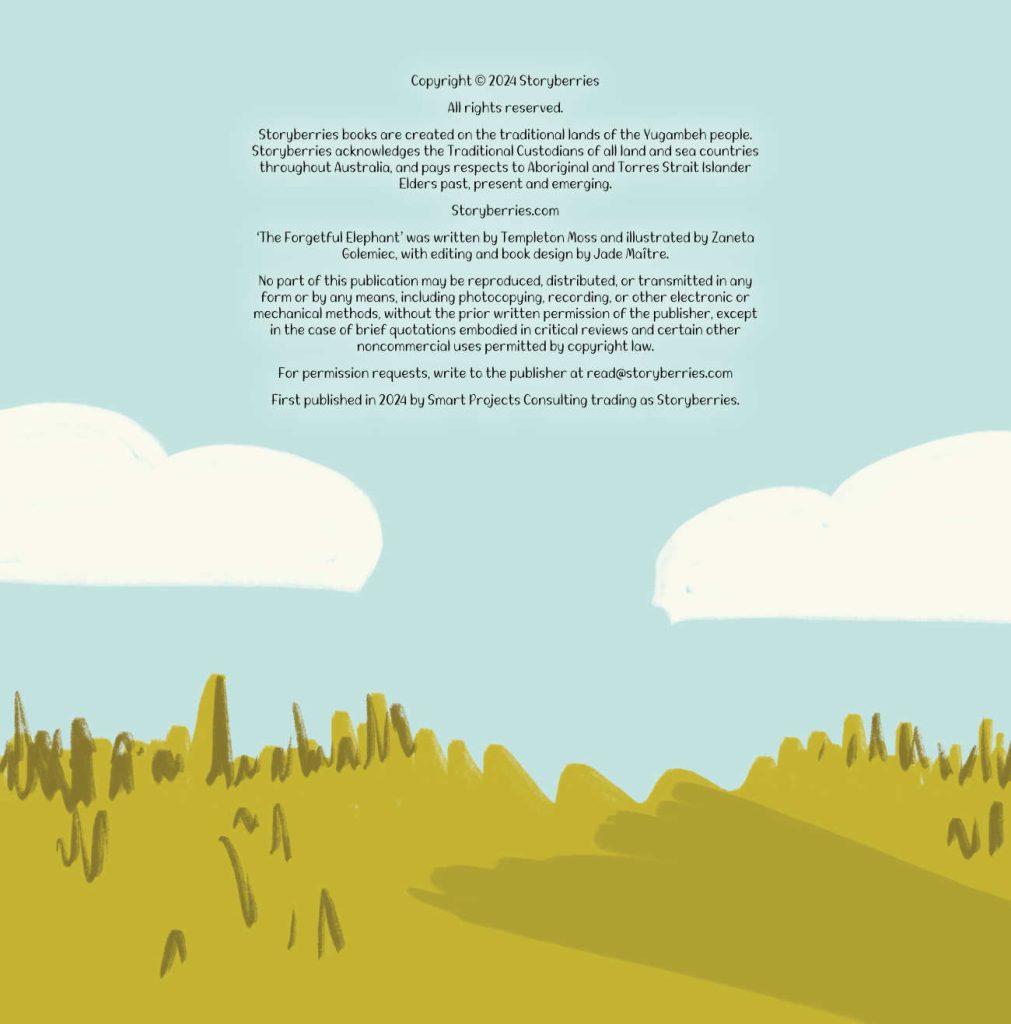 Copyright © 2024 Storyberries
All rights reserved.
Storyberries books are created on the traditional lands of the Yugambeh people.
Storyberries acknowledges the Traditional Custodians of all land and sea countries
throughout Australia, and pays respects to Aboriginal and Torres Strait Islander
Elders past, present and emerging.
Storyberries.com
‘The Forgetful Elephant’ was written by Templeton Moss and illustrated by Zaneta
Golemiec, with editing and book design by Jade Maître.
No part of this publication may be reproduced, distributed, or transmitted in any
form or by any means, including photocopying, recording, or other electronic or
mechanical methods, without the prior written permission of the publisher, except
in the case of brief quotations embodied in critical reviews and certain other
noncommercial uses permitted by copyright law.
For permission requests, write to the publisher at read@storyberries.com
First published in 2024 by Smart Projects Consulting trading as Storyberries.